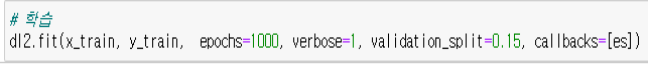 # 학습
dl2.fit(x_train, y_train,  epochs=1000, verbose=1, validation_split=0.15, callbacks=[es])